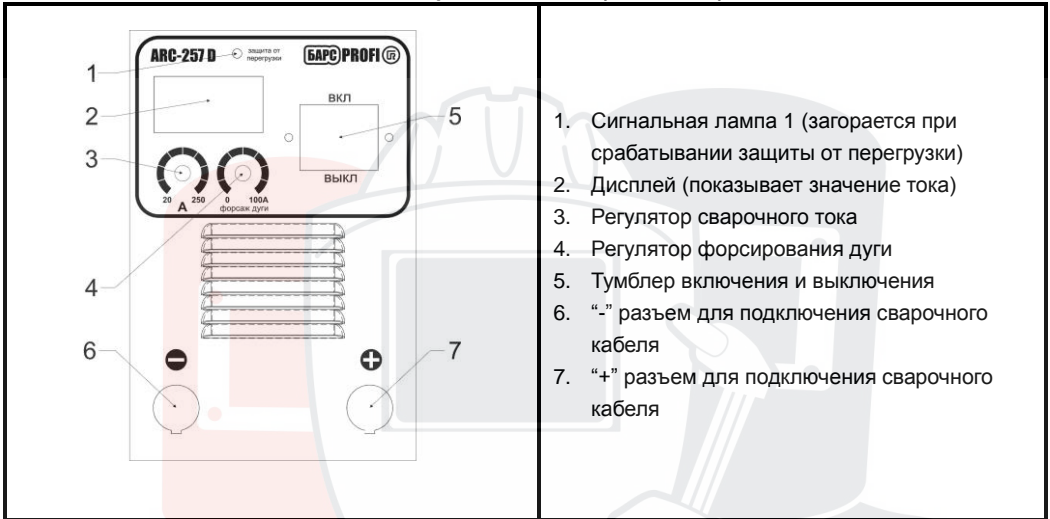 ARC-257 D защита от перегрузки БАРС PROFI
1
2
ВКЛ
5
3
ВЫКЛ
20 250 0 100А
А форсаж дуги
4
6
7
1. Сигнальная лампа 1 (загорается при
срабатывании защиты от перегрузки)
2. Дисплей (показывает значение тока)
3. Регулятор сварочного тока
4. Регулятор форсирования дуги
5. Тумблер включения и выключения
6. “-” разъем для подключения сварочного
кабеля
7. “+” разъем для подключения сварочного
кабеля